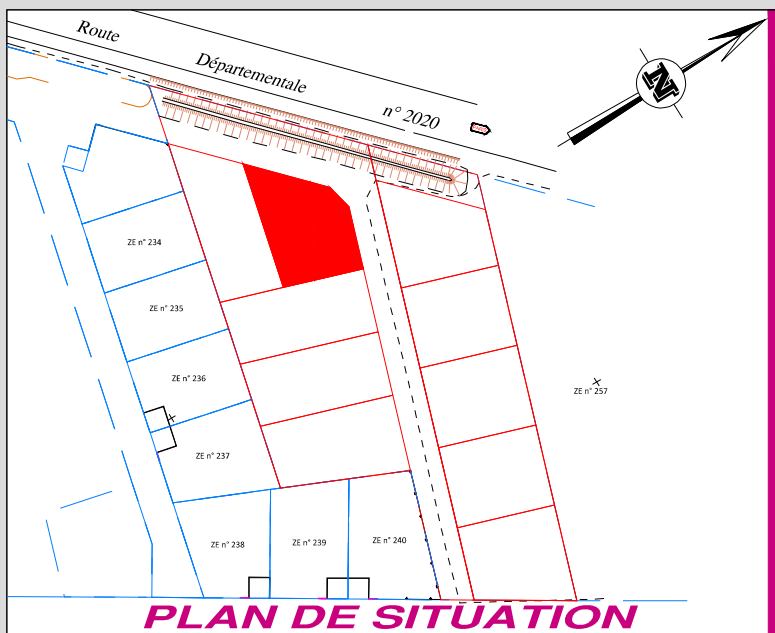 Route
Départementale
n° 2020
N
ZE n° 234
ZE n° 235
ZE n° 236
ZE n° 257
ZE n° 237
ZE n° 238
ZE n° 239
ZE n° 240
PLAN DE SITUATION